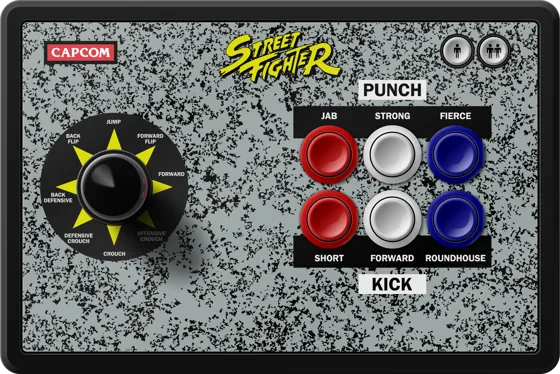 CAPCOM
STREET
FIGHTER
PUNCH
JAB STRONG FIERCE
JUMP
BACK
FLIP
FORWARD
FLIP
FORWARD
BACK
DEFENSIVE
DEFENSIVE
CROUCH
OFFENSIVE
CROUCH
CROUCH
SHORT FORWARD ROUNDHOUSE
KICK